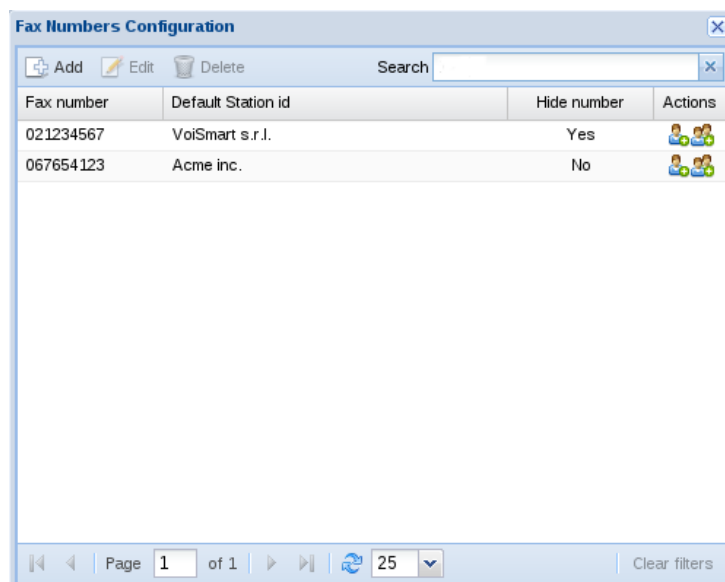 Fax Numbers Configuration
Add Edit Delete Search
Fax number Default Station id Hide number Actions
021234567 VoiSmart s.r.l. Yes
067654123 Acme inc. No
Page 1 of 1 25 Clear filters